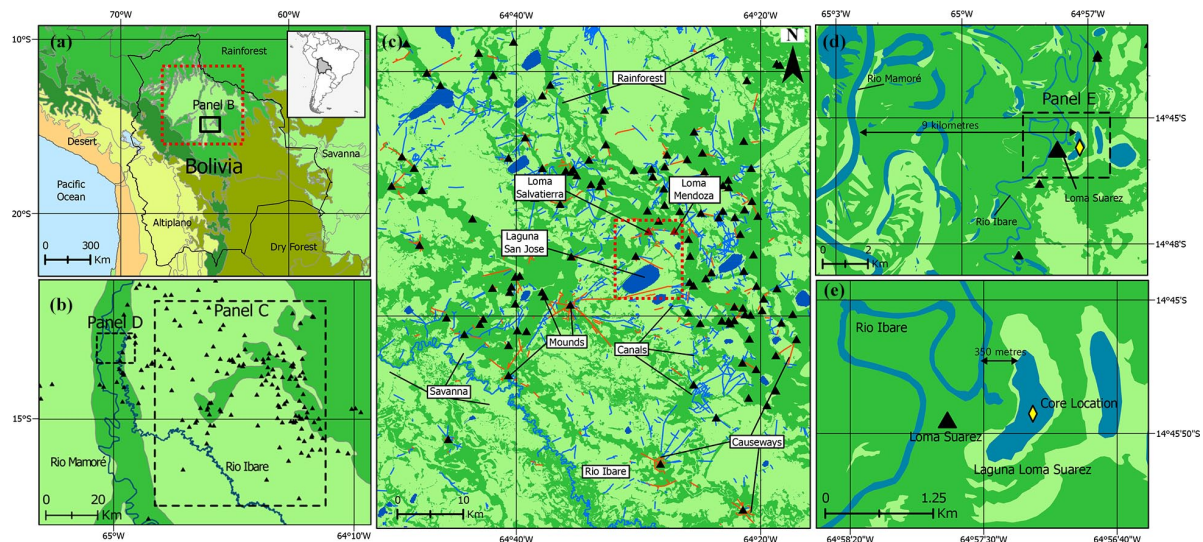 70°W
60°W
10°S
20°S
(a)
Rainforest
Panel B
Bolivia
Desert
Savanna
Pacific
Ocean
Altiplano
Dry Forest
0
300
Km
(b)
Panel D
Panel C
15°S
Rio Mamoré
Rio Ibare
0
20
Km
65°W
64°10'W
64°40'W
64°20'W
(c)
N
Rainforest
Loma
Salvatierra
Loma
Mendoza
Laguna
San Jose
Mounds
Canals
Savanna
Causeways
Rio Ibare
0
10
Km
64°40'W
64°20'W
65°3'W
65°W
64°57'W
(d)
Rio Mamoré
Panel E
9 kilometres
14°45'S
Loma Suarez
Rio Ibare
14°48'S
0
2
Km
(e)
14°45'S
Rio Ibare
350 metres
Core Location
Loma Suarez
14°45'50"S
Laguna Loma Suarez
0
1.25
Km
64°58'20"W
64°57'30"W
64°56'40"W